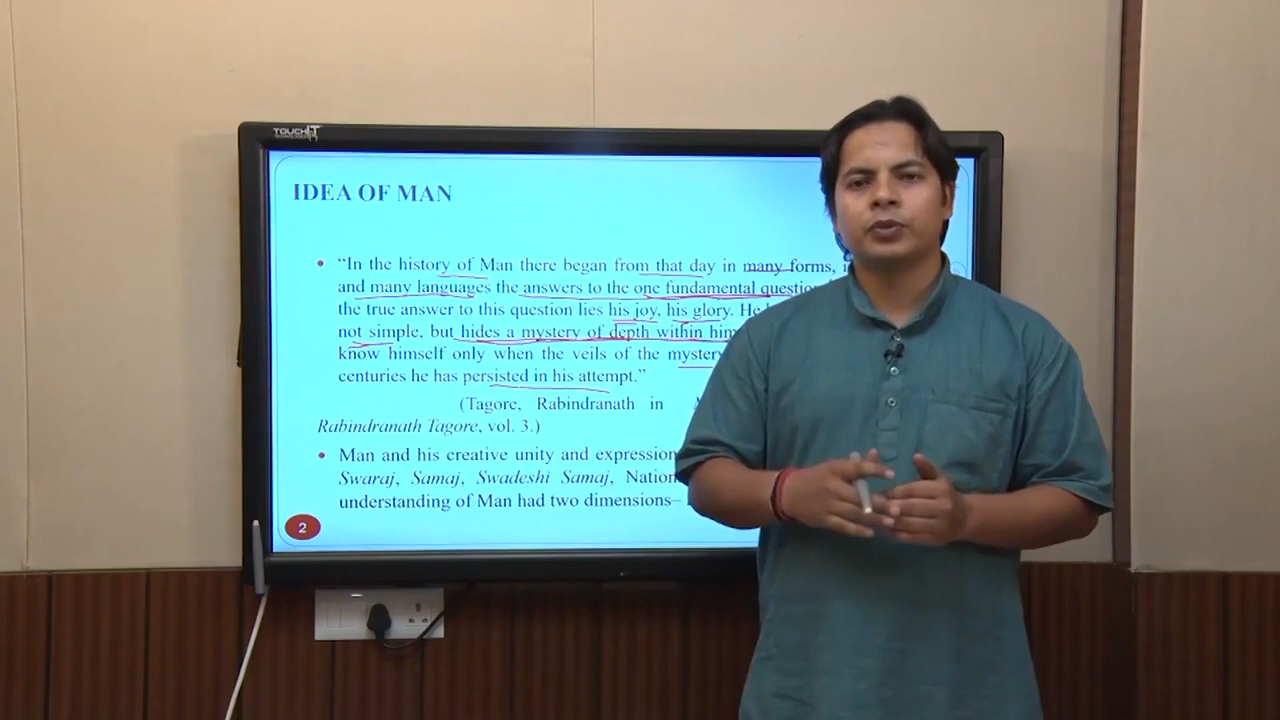 TOUCHIT
IDEA OF MAN
• “In the history of Man there began from that day in many forms,
and many languages the answers to the one fundamental question
the true answer to this question lies his joy, his glory. He
not simple, but hides a mystery of depth within him
know himself only when the veils of the mystery
centuries he has persisted in his attempt.”
(Tagore, Rabindranath in
Rabindranath Tagore, vol. 3.)
• Man and his creative unity and expression
Swaraj, Samaj, Swadeshi Samaj, Nation
understanding of Man had two dimensions–
2